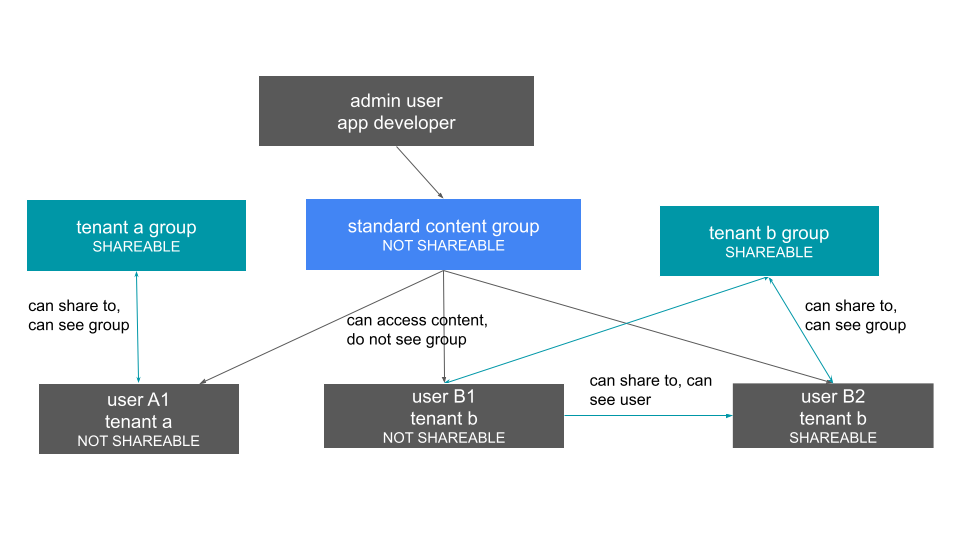 admin user
app developer
tenant a group
SHAREABLE
standard content group
NOT SHAREABLE
tenant b group
SHAREABLE
can share to,
can see group
can access content,
do not see group
can share to,
can see group
can share to, can
see user
user A1
tenant a
NOT SHAREABLE
user B1
tenant b
NOT SHAREABLE
user B2
tenant b
SHAREABLE